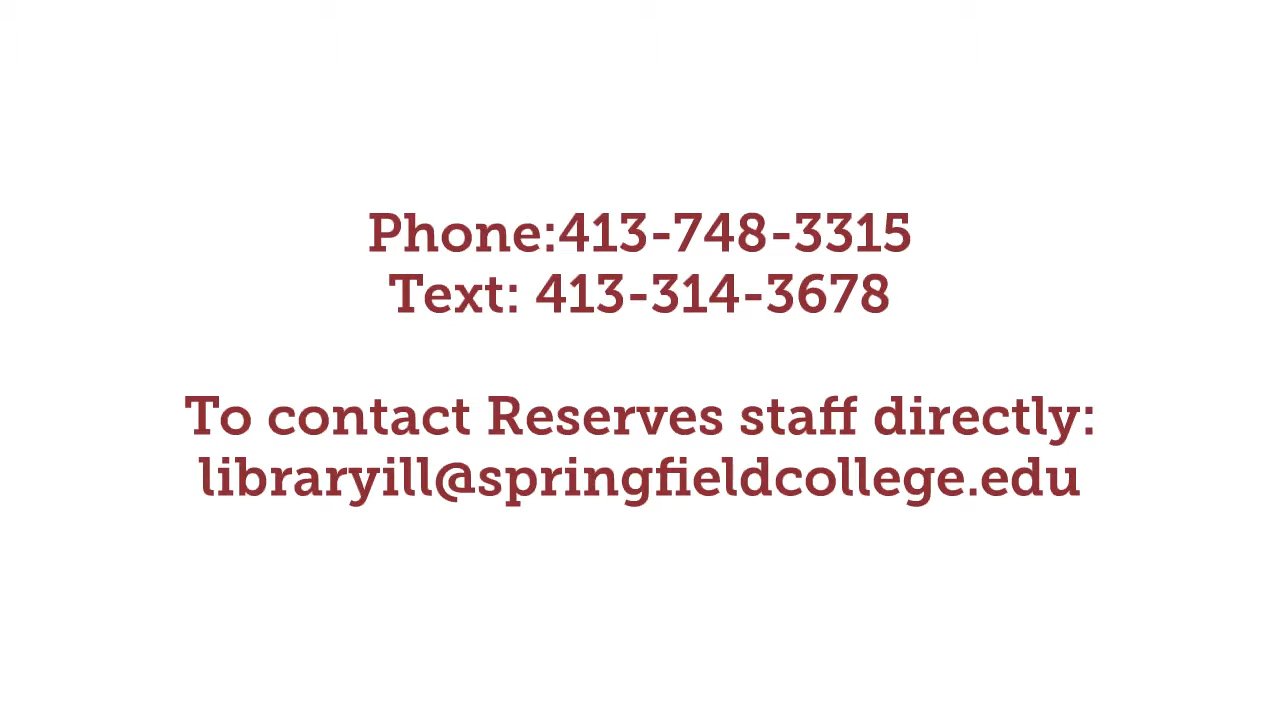 Phone:413-748-3315
Text: 413-314-3678
To contact Reserves staff directly:
libraryill@springfieldcollege.edu